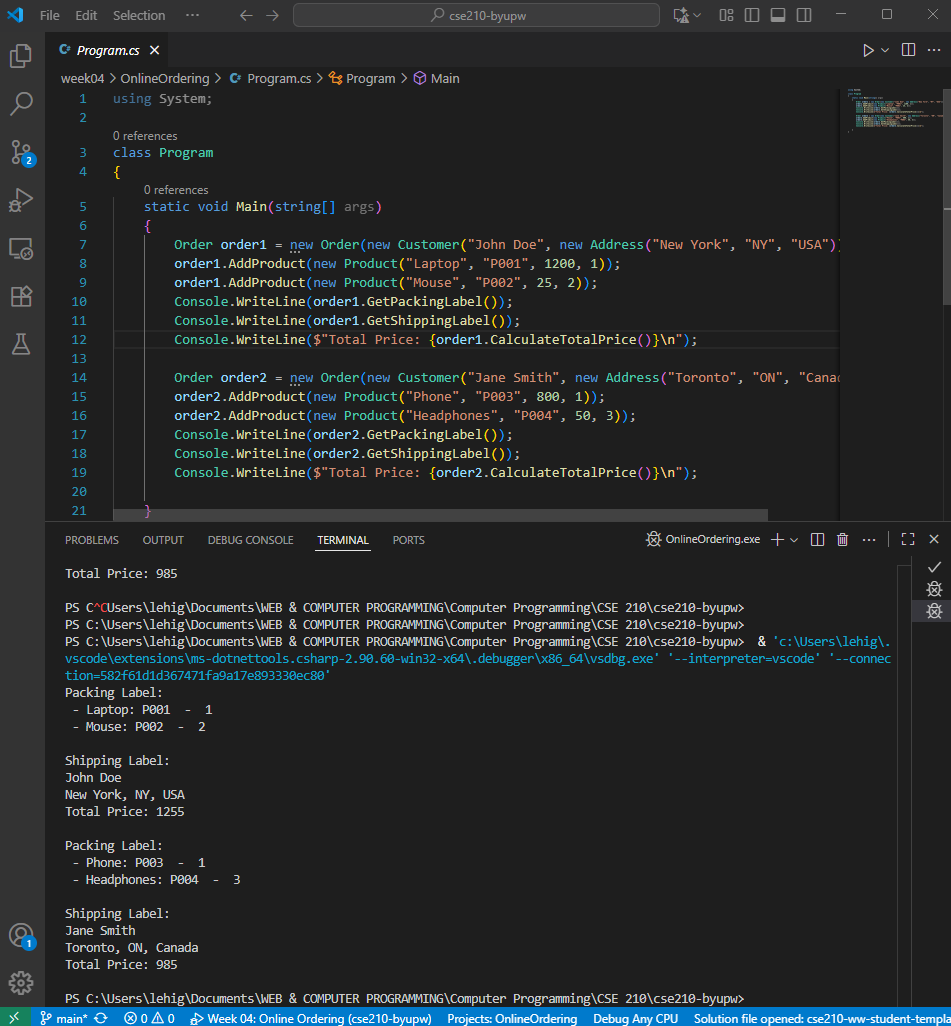 File Edit Selection ··· cse210-byupw
Program.cs
week04 > OnlineOrdering > Program.cs > Program > Main
1 using System;
2
0 references
3 class Program
4 {
0 references
5 static void Main(string[] args)
6 {
7 Order order1 = new Order(new Customer("John Doe", new Address("New York", "NY", "USA"))
8 order1.AddProduct(new Product("Laptop", "P001", 1200, 1));
9 order1.AddProduct(new Product("Mouse", "P002", 25, 2));
10 Console.WriteLine(order1.GetPackingLabel());
11 Console.WriteLine(order1.GetShippingLabel());
12 Console.WriteLine($"Total Price: {order1.CalculateTotalPrice()}\n");
13
14 Order order2 = new Order(new Customer("Jane Smith", new Address("Toronto", "ON", "Canad
15 order2.AddProduct(new Product("Phone", "P003", 800, 1));
16 order2.AddProduct(new Product("Headphones", "P004", 50, 3));
17 Console.WriteLine(order2.GetPackingLabel());
18 Console.WriteLine(order2.GetShippingLabel());
19 Console.WriteLine($"Total Price: {order2.CalculateTotalPrice()}\n");
20
21 }
PROBLEMS OUTPUT DEBUG CONSOLE TERMINAL PORTS OnlineOrdering.exe
Total Price: 985
PS C^CUsers\lehig\Documents\WEB & COMPUTER PROGRAMMING\Computer Programming\CSE 210\cse210-byupw>
PS C:\Users\lehig\Documents\WEB & COMPUTER PROGRAMMING\Computer Programming\CSE 210\cse210-byupw>
PS C:\Users\lehig\Documents\WEB & COMPUTER PROGRAMMING\Computer Programming\CSE 210\cse210-byupw> & 'c:\Users\lehig\.
vscode\extensions\ms-dotnettools.csharp-2.90.60-win32-x64\.debugger\x86_64\vsdbg.exe' '--interpreter=vscode' '--connec
tion=582f61d1d367471fa9a17e893330ec80'
Packing Label:
- Laptop: P001 - 1
- Mouse: P002 - 2
Shipping Label:
John Doe
New York, NY, USA
Total Price: 1255
Packing Label:
- Phone: P003 - 1
- Headphones: P004 - 3
Shipping Label:
Jane Smith
Toronto, ON, Canada
Total Price: 985
PS C:\Users\lehig\Documents\WEB & COMPUTER PROGRAMMING\Computer Programming\CSE 210\cse210-byupw>
main* 0 0 Week 04: Online Ordering (cse210-byupw) Projects: OnlineOrdering Debug Any CPU Solution file opened: cse210-ww-student-templ